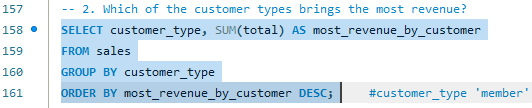 157
158 -- 2. Which of the customer types brings the most revenue?
159 SELECT customer_type, SUM(total) AS most_revenue_by_customer
160 FROM sales
161 GROUP BY customer_type
ORDER BY most_revenue_by_customer DESC; #customer_type 'member'